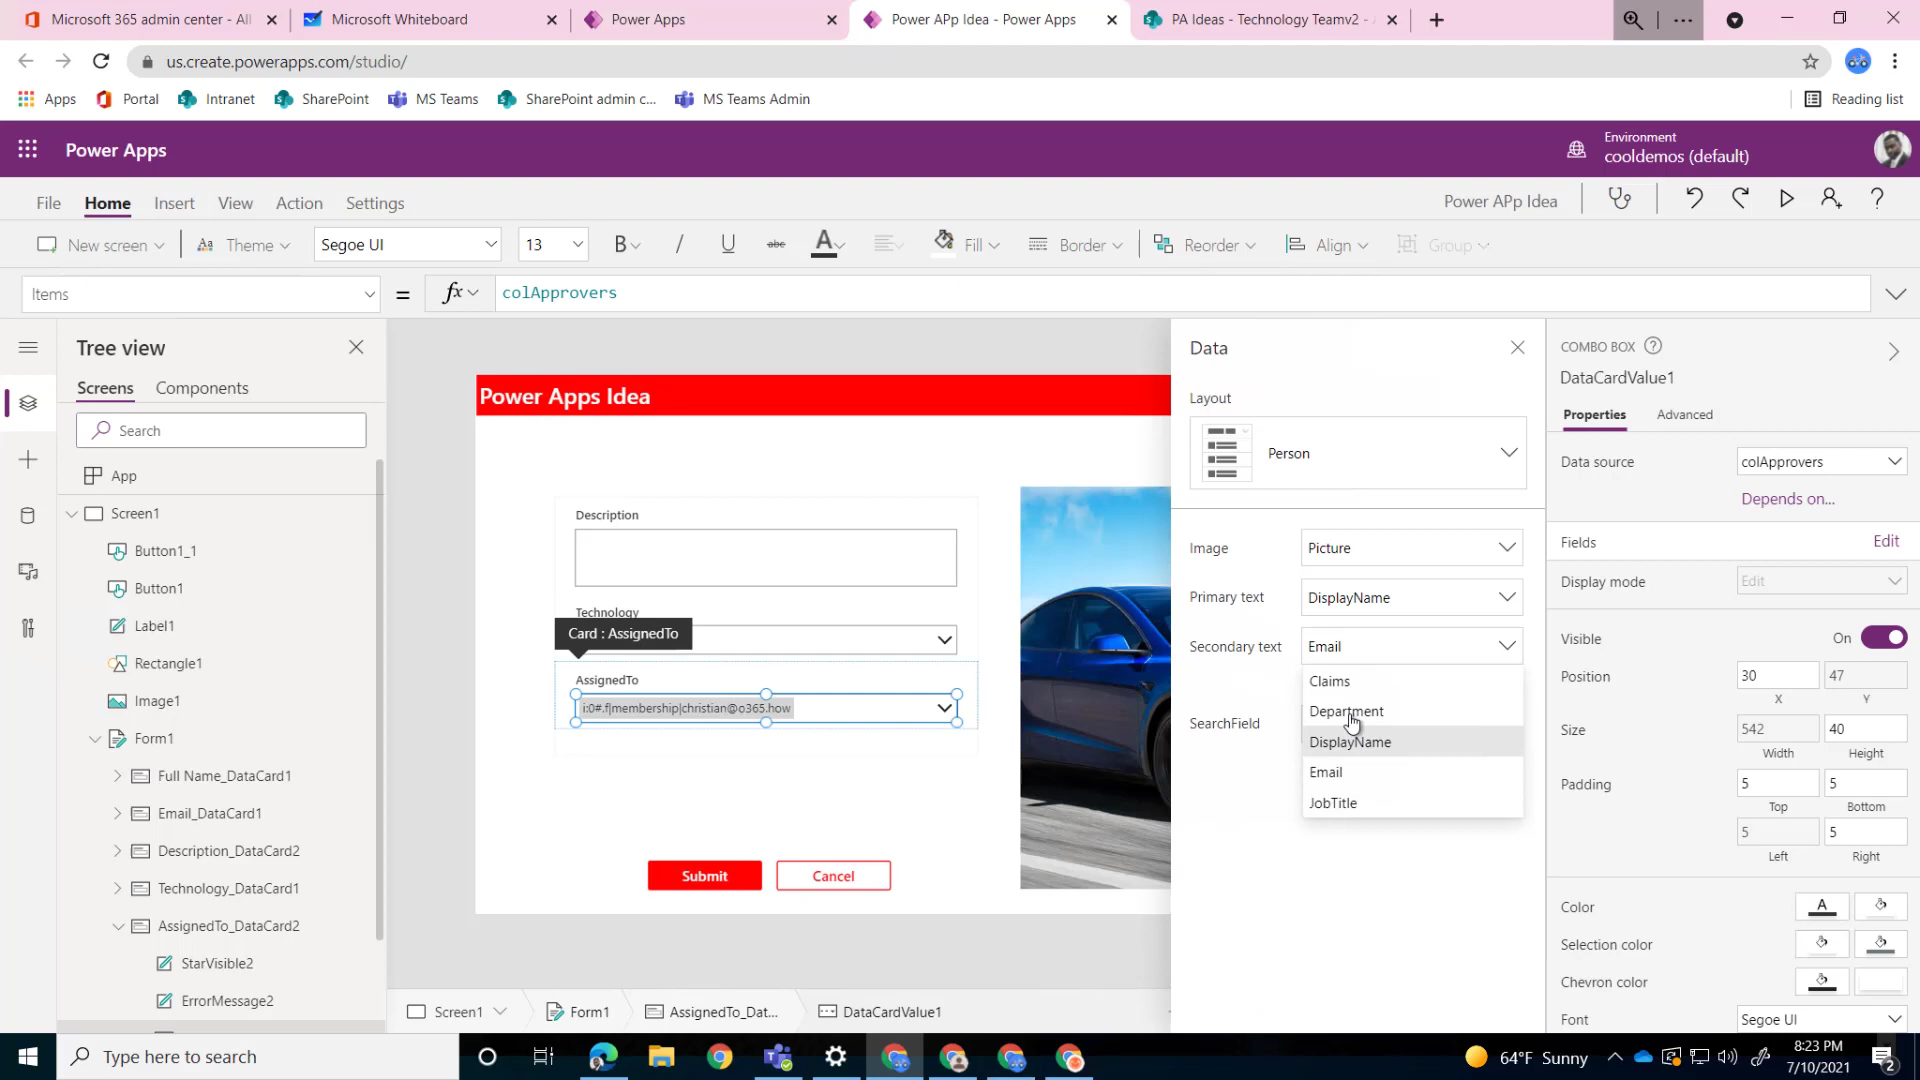 Microsoft 365 admin center - All
Microsoft Whiteboard
Power Apps
Power APp Idea - Power Apps
PA Ideas - Technology Teamv2 -
us.create.powerapps.com/studio/
Apps
Portal
Intranet
SharePoint
MS Teams
SharePoint admin c...
MS Teams Admin
Reading list
Power Apps
Environment
cooldemos (default)
File
Home
Insert
View
Action
Settings
Power APp Idea
New screen
Theme
Segoe UI
13
B
/
U
abc
A
Fill
Border
Reorder
Align
Group
Items
=
fx
colApprovers
Tree view
Screens
Components
Search
App
Screen1
Button1_1
Button1
Label1
Rectangle1
Image1
Form1
Full Name_DataCard1
Email_DataCard1
Description_DataCard2
Technology_DataCard1
AssignedTo_DataCard2
StarVisible2
ErrorMessage2
Power Apps Idea
Description
Technology
Card : AssignedTo
AssignedTo
i:0#.f|membership|christian@o365.how
Submit
Cancel
Screen1
Form1
AssignedTo_Dat...
DataCardValue1
Data
Layout
Person
Image
Picture
Primary text
DisplayName
Secondary text
Email
SearchField
Claims
Department
DisplayName
Email
JobTitle
COMBO BOX
DataCardValue1
Properties
Advanced
Data source
colApprovers
Depends on...
Fields
Edit
Display mode
Edit
Visible
On
Position
30
47
X
Y
Size
542
40
Width
Height
Padding
5
5
Top
Bottom
5
5
Left
Right
Color
A
Selection color
Chevron color
Font
Segoe UI
Type here to search
64°F Sunny
8:23 PM
7/10/2021
2